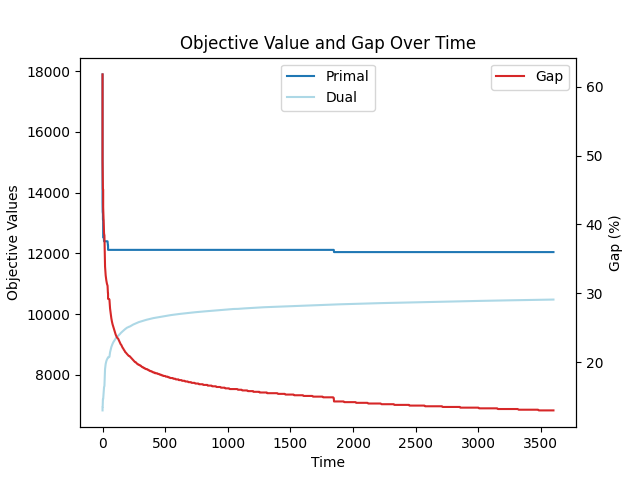 Objective Value and Gap Over Time
Primal
Dual
Gap
18000
16000
14000
12000
10000
8000
Objective Values
60
50
40
30
20
Gap (%)
0
500
1000
1500
2000
2500
3000
3500
Time